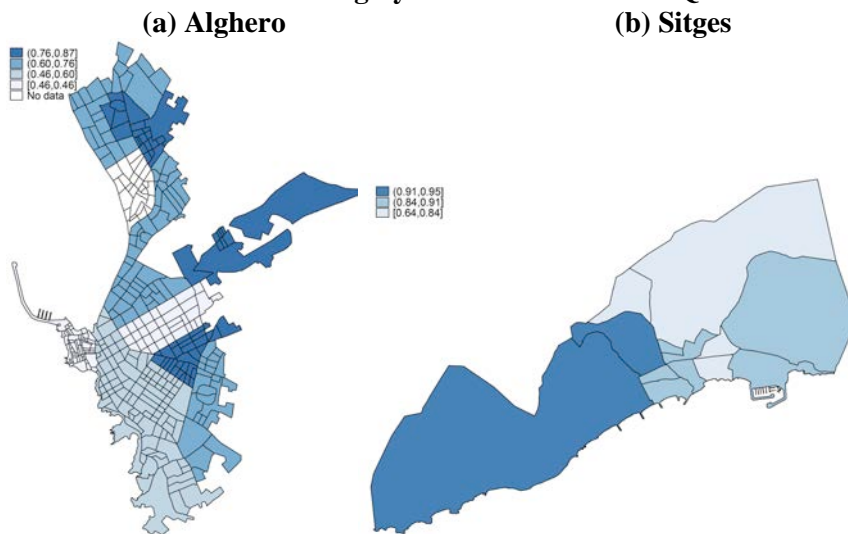 (a) Alghero
(b) Sitges
(0.76,0.87]
(0.60,0.76]
(0.46,0.60]
[0.46,0.46]
No data
(0.91,0.95]
(0.84,0.91]
[0.64,0.84]